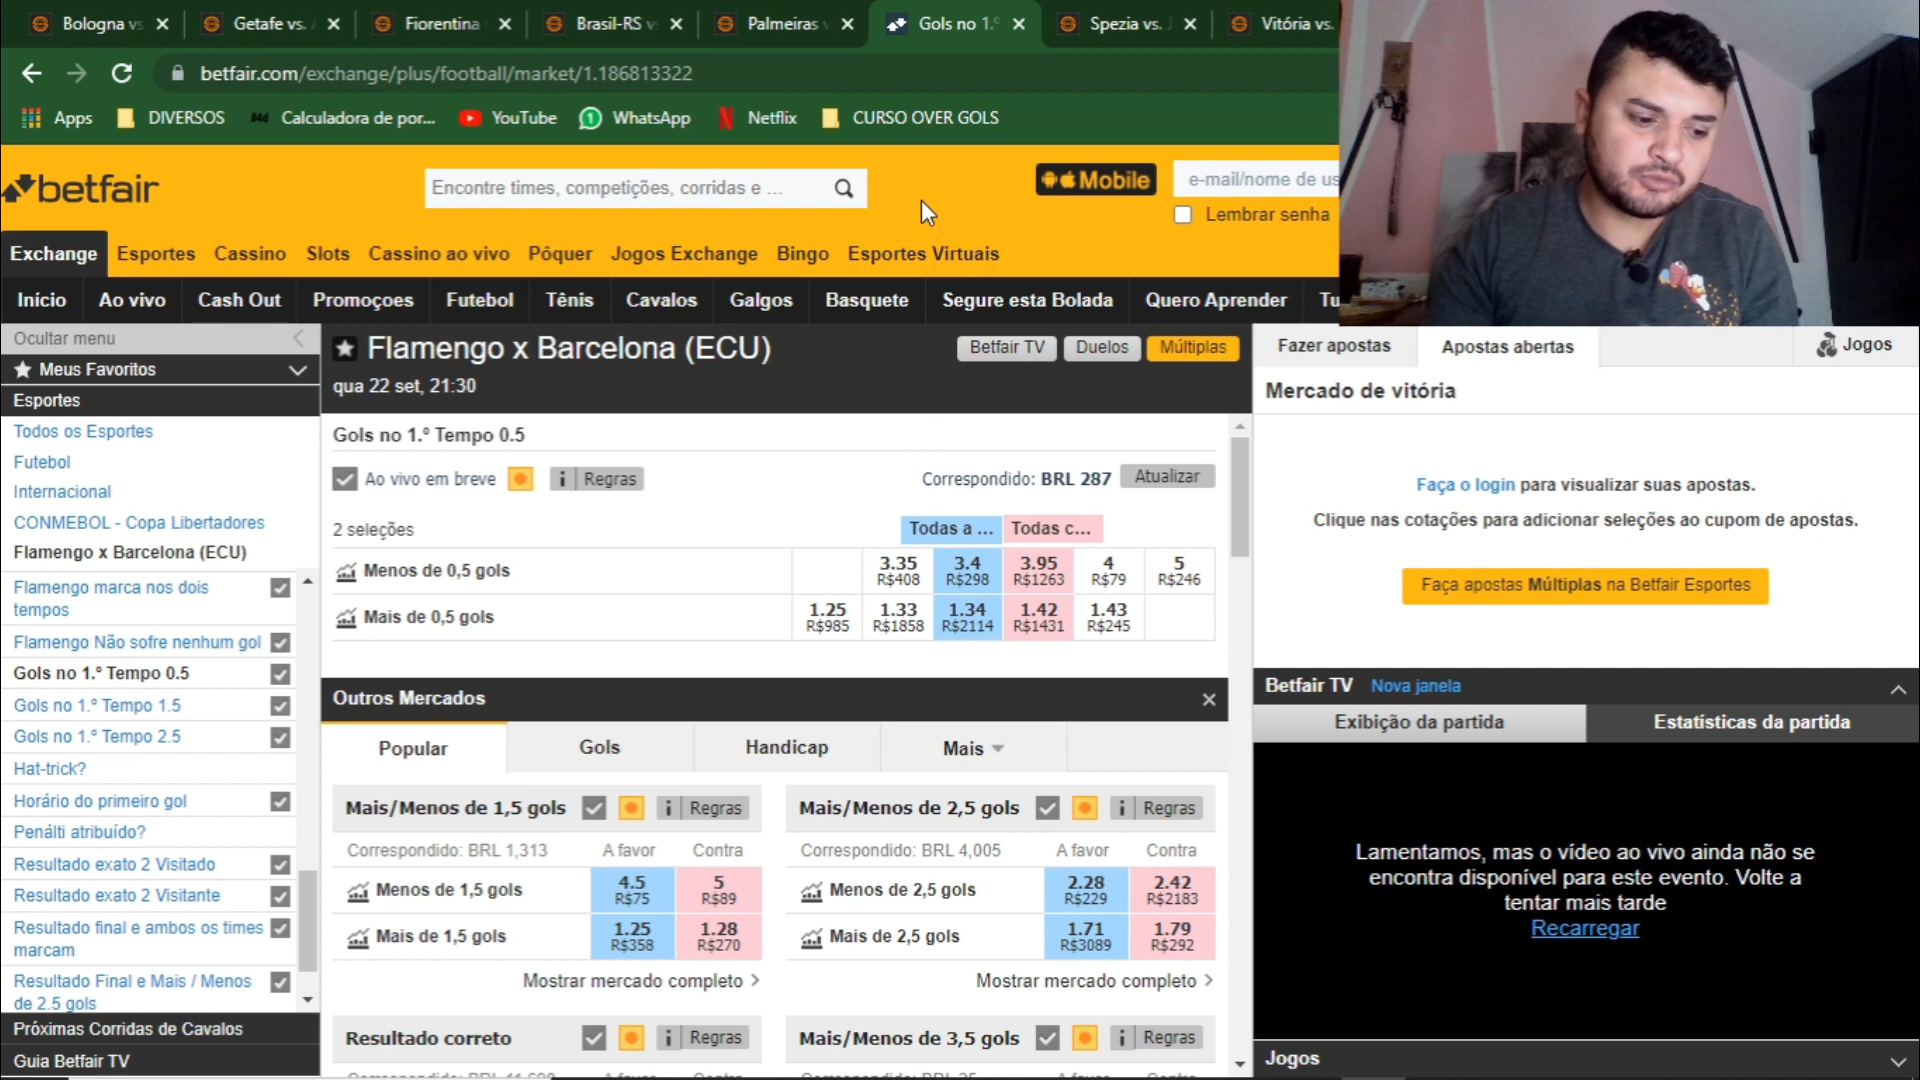 Bologna vs
Getafe vs.
Fiorentina
Brasil-RS v
Palmeiras v
Gols no 1.º
Spezia vs.
Vitória vs.
betfair.com/exchange/plus/football/market/1.186813322
Apps
DIVERSOS
Calculadora de por...
YouTube
WhatsApp
Netflix
CURSO OVER GOLS
betfair
Encontre times, competições, corridas e ...
Mobile
e-mail/nome de us
Lembrar senha
Exchange
Esportes
Cassino
Slots
Cassino ao vivo
Pôquer
Jogos Exchange
Bingo
Esportes Virtuais
Início
Ao vivo
Cash Out
Promoçoes
Futebol
Tênis
Cavalos
Galgos
Basquete
Segure esta Bolada
Quero Aprender
Tu
Ocultar menu
Meus Favoritos
Esportes
Todos os Esportes
Futebol
Internacional
CONMEBOL - Copa Libertadores
Flamengo x Barcelona (ECU)
Flamengo marca nos dois
tempos
Flamengo Não sofre nenhum gol
Gols no 1.º Tempo 0.5
Gols no 1.º Tempo 1.5
Gols no 1.º Tempo 2.5
Hat-trick?
Horário do primeiro gol
Penálti atribuído?
Resultado exato 2 Visitado
Resultado exato 2 Visitante
Resultado final e ambos os times
marcam
Resultado Final e Mais / Menos
de 2.5 gols
Próximas Corridas de Cavalos
Guia Betfair TV
Flamengo x Barcelona (ECU)
Betfair TV
Duelos
Múltiplas
qua 22 set, 21:30
Gols no 1.º Tempo 0.5
Ao vivo em breve
i Regras
Correspondido: BRL 287
Atualizar
2 seleções
Todas a ...
Todas c...
Menos de 0,5 gols
3.35 3.4 3.95 4 5
R$408 R$298 R$1263 R$79 R$246
Mais de 0,5 gols
1.25 1.33 1.34 1.42 1.43
R$985 R$1858 R$2114 R$1431 R$245
Outros Mercados
Popular
Gols
Handicap
Mais
Mais/Menos de 1,5 gols
i Regras
Correspondido: BRL 1,313
A favor
Contra
Menos de 1,5 gols
4.5 5
R$75 R$89
Mais de 1,5 gols
1.25 1.28
R$358 R$270
Mostrar mercado completo
Mais/Menos de 2,5 gols
i Regras
Correspondido: BRL 4,005
A favor
Contra
Menos de 2,5 gols
2.28 2.42
R$229 R$2183
Mais de 2,5 gols
1.71 1.79
R$3089 R$292
Mostrar mercado completo
Resultado correto
i Regras
Mais/Menos de 3,5 gols
i Regras
Fazer apostas
Apostas abertas
Jogos
Mercado de vitória
Faça o login para visualizar suas apostas.
Clique nas cotações para adicionar seleções ao cupom de apostas.
Faça apostas Múltiplas na Betfair Esportes
Betfair TV
Nova janela
Exibição da partida
Estatísticas da partida
Lamentamos, mas o vídeo ao vivo ainda não se
encontra disponível para este evento. Volte a
tentar mais tarde
Recarregar
Jogos